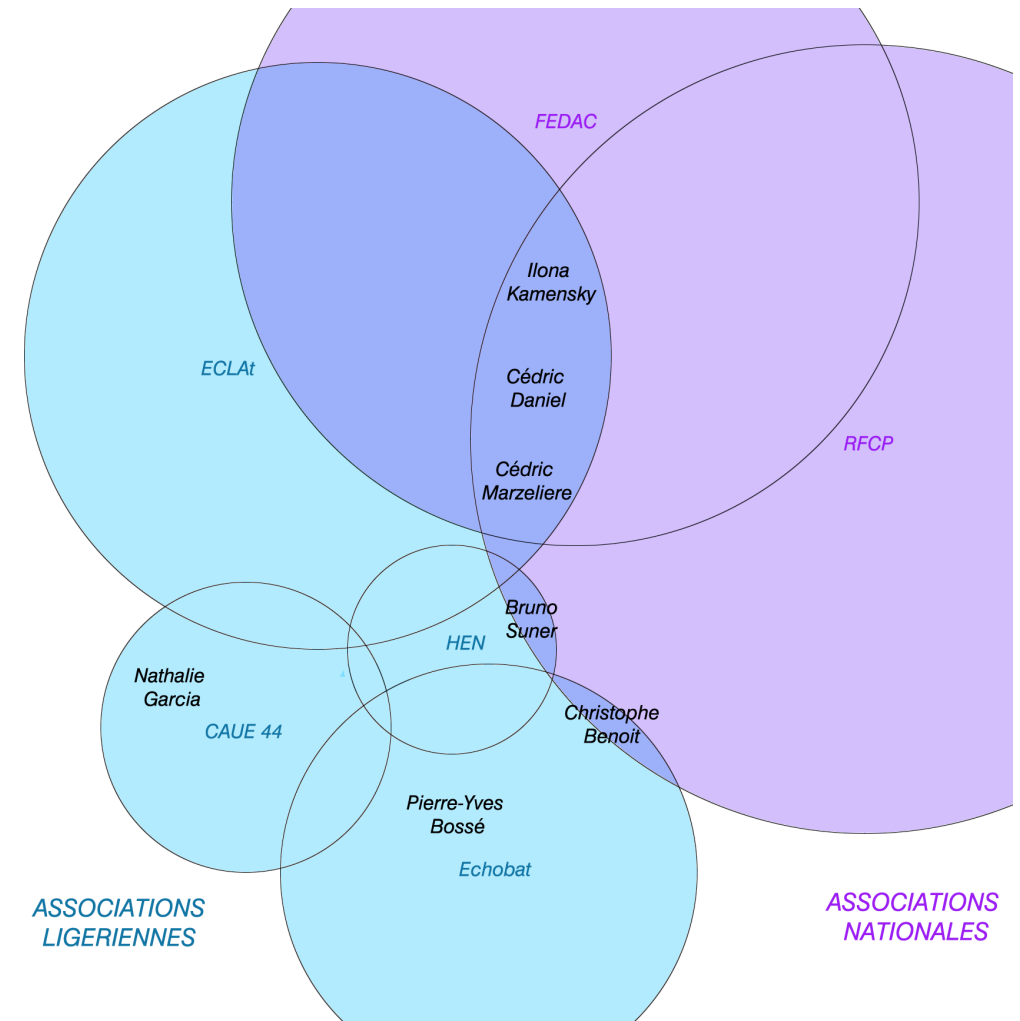 FEDAC
Ilona
Kamensky
ECLAt
Cédric
Daniel
RFCP
Cédric
Marzeliere
Bruno
Suner
HEN
Nathalie
Garcia
CAUE 44
Christophe
Benoit
Pierre-Yves
Bossé
Echobat
ASSOCIATIONS
LIGERIENNES
ASSOCIATIONS
NATIONALES